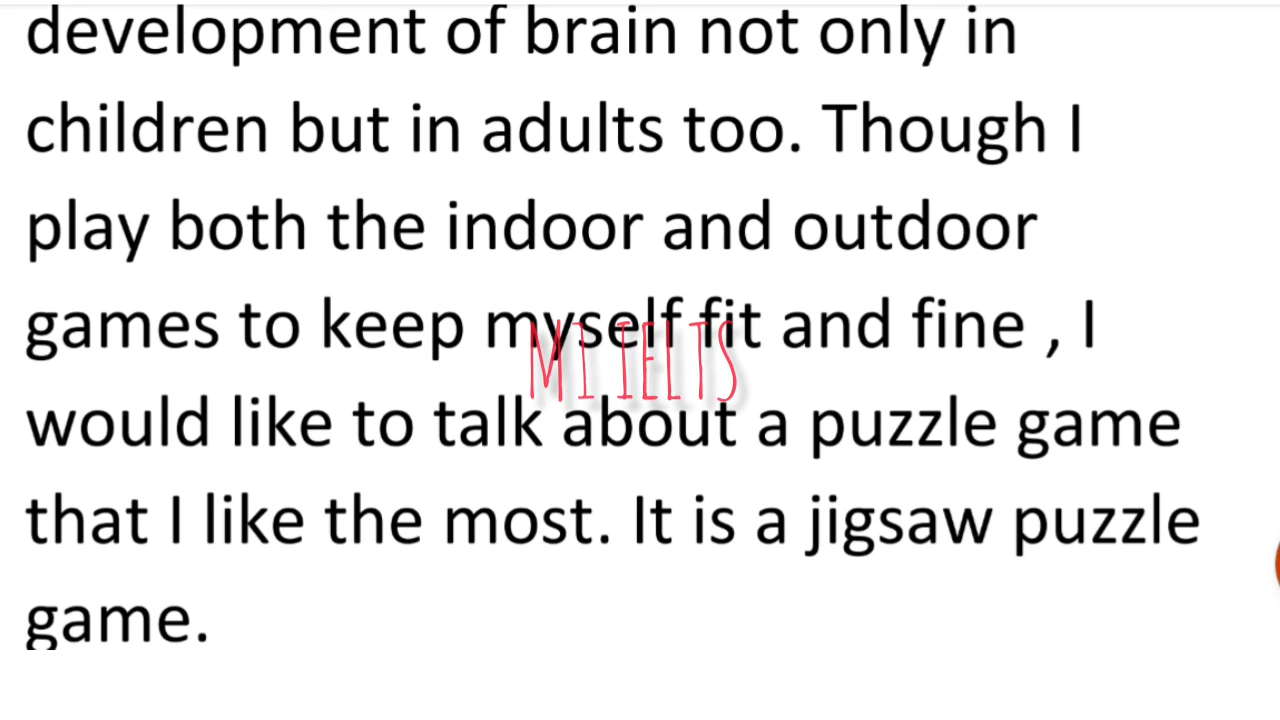 development of brain not only in
children but in adults too. Though I
play both the indoor and outdoor
games to keep myself fit and fine , I
M1 IELTS
would like to talk about a puzzle game
that I like the most. It is a jigsaw puzzle
game.